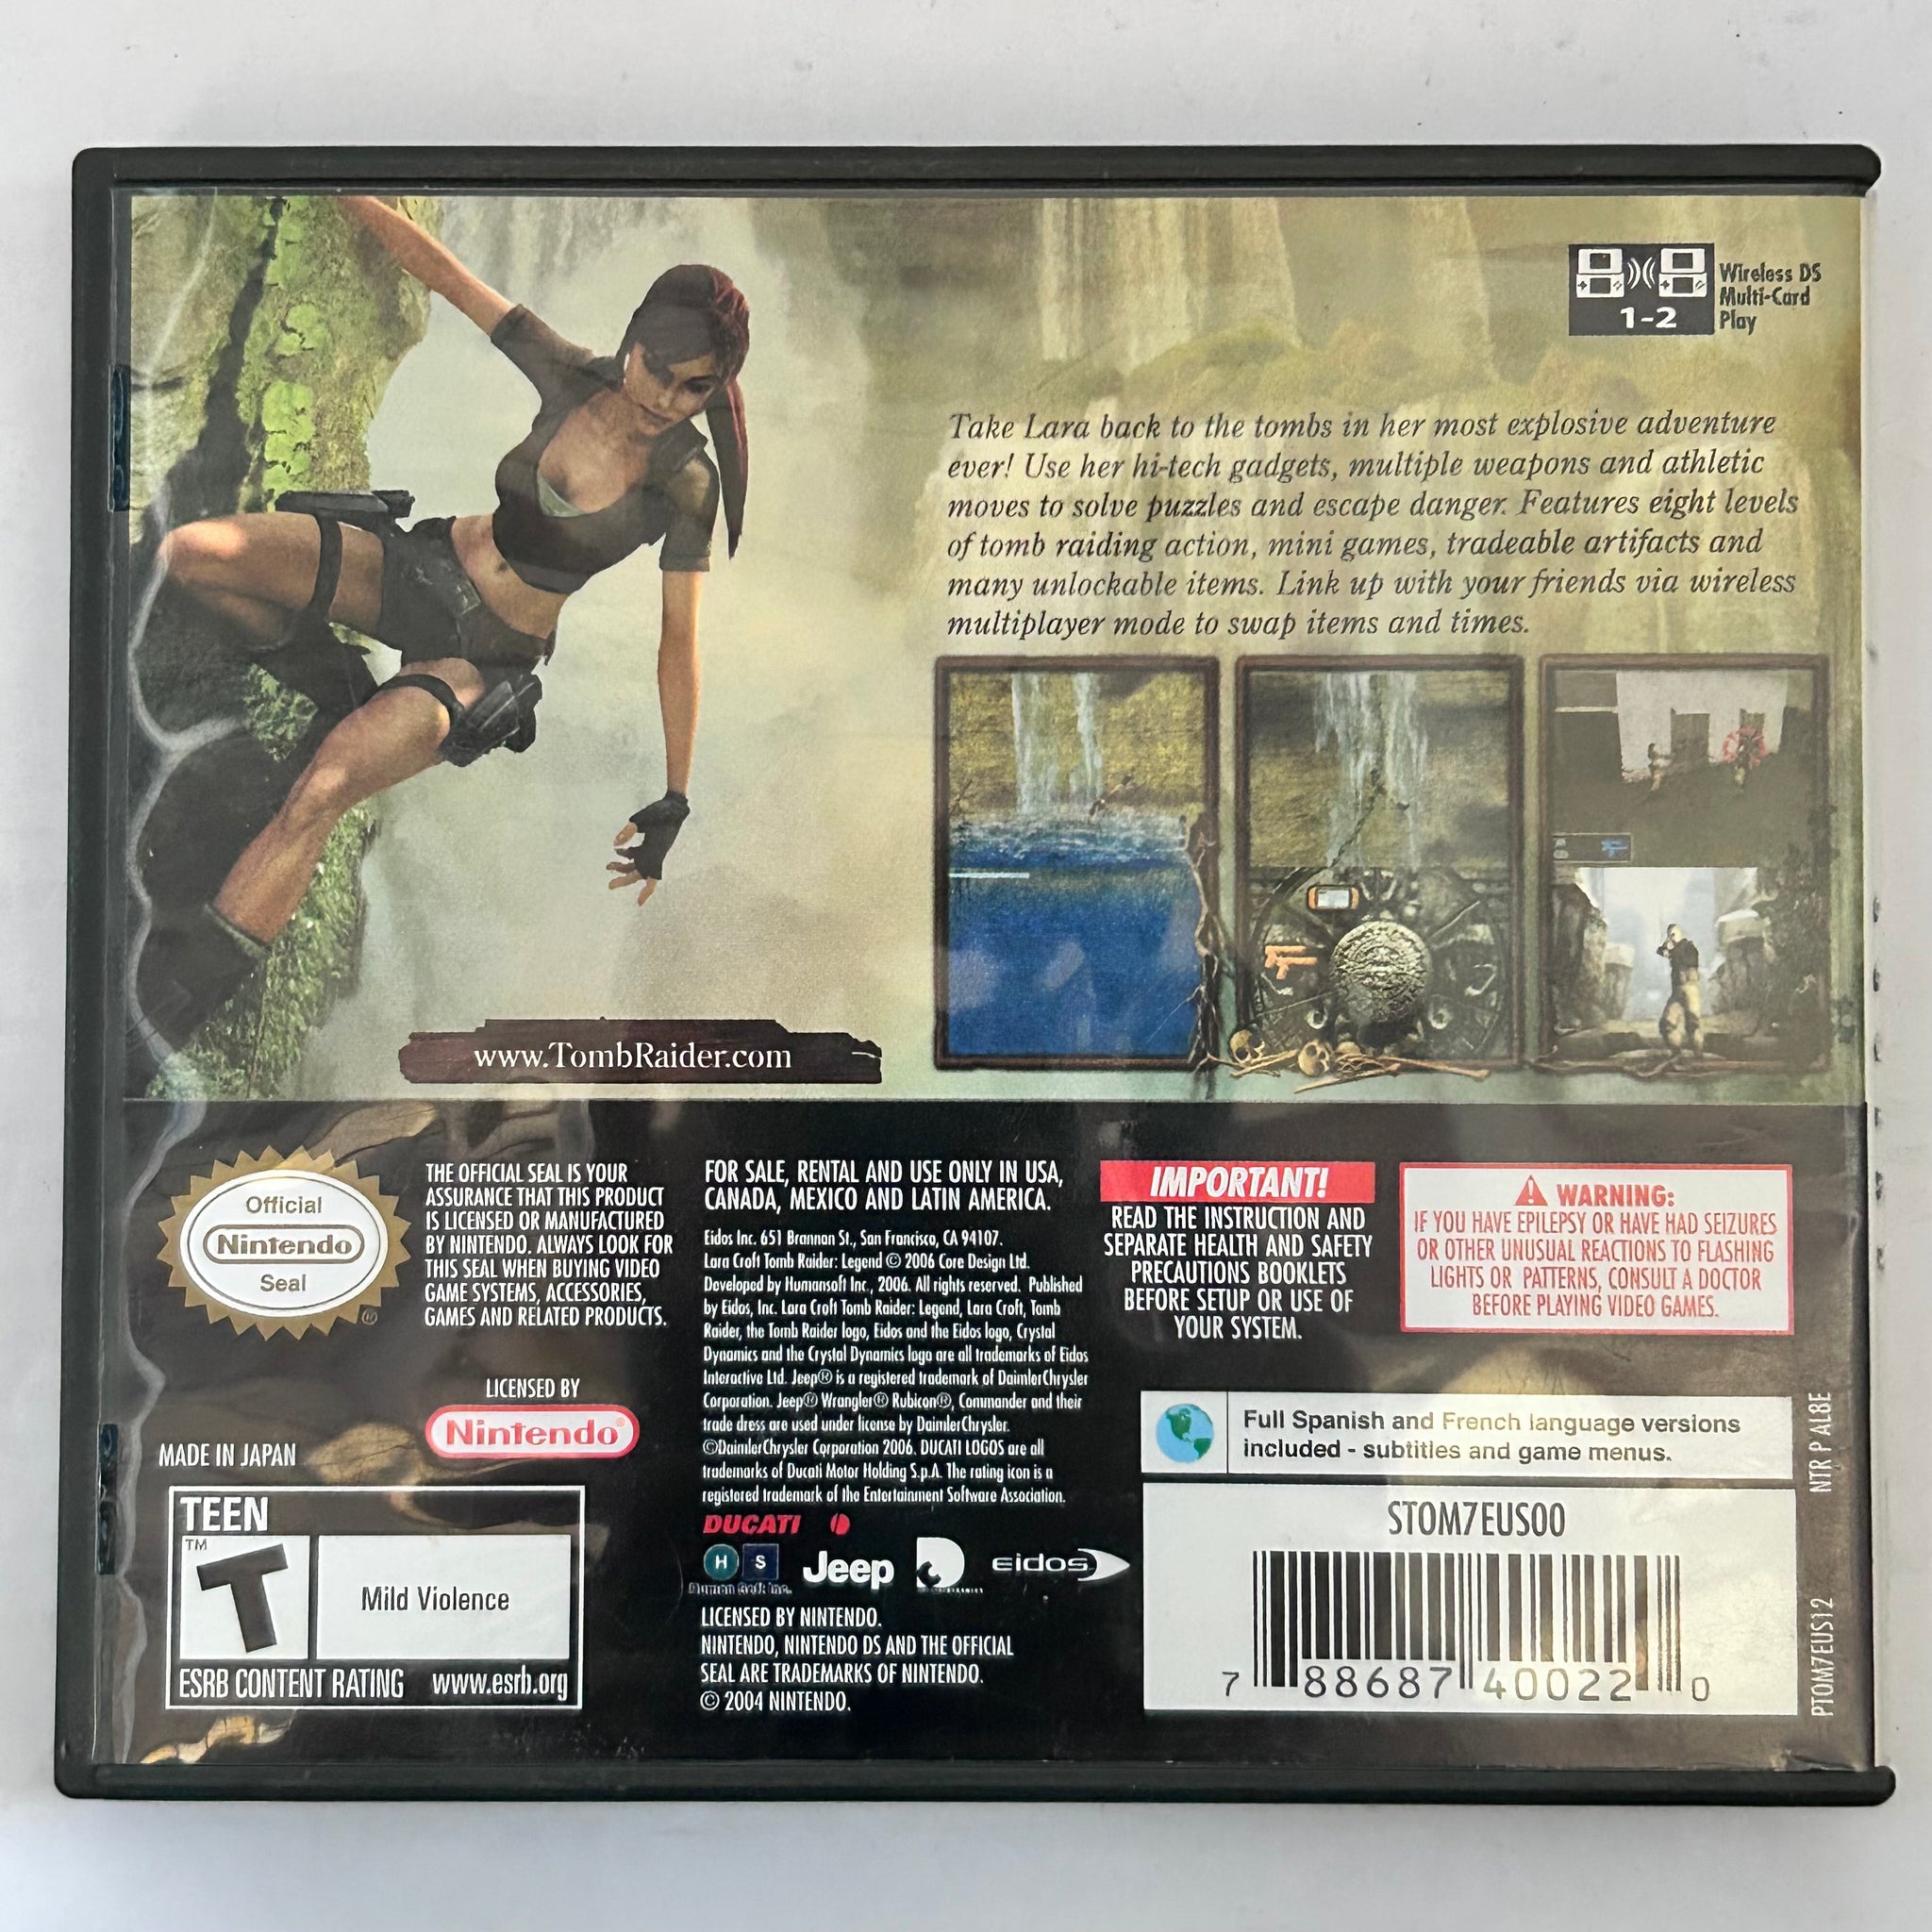 Wireless DS
Multi-Card
Play
1-2
Take Lara back to the tombs in her most explosive adventure
ever! Use her hi-tech gadgets, multiple weapons and athletic
moves to solve puzzles and escape danger. Features eight levels
of tomb raiding action, mini games, tradeable artifacts and
many unlockable items. Link up with your friends via wireless
multiplayer mode to swap items and times.
www.TombRaider.com
Official
Nintendo
Seal
®
THE OFFICIAL SEAL IS YOUR
ASSURANCE THAT THIS PRODUCT
IS LICENSED OR MANUFACTURED
BY NINTENDO. ALWAYS LOOK FOR
THIS SEAL WHEN BUYING VIDEO
GAME SYSTEMS, ACCESSORIES,
GAMES AND RELATED PRODUCTS.
LICENSED BY
Nintendo®
MADE IN JAPAN
TEEN
TM
T
Mild Violence
ESRB CONTENT RATING www.esrb.org
FOR SALE, RENTAL AND USE ONLY IN USA,
CANADA, MEXICO AND LATIN AMERICA.
Eidos Inc. 651 Brannan St., San Francisco, CA 94107.
Lara Croft Tomb Raider: Legend © 2006 Core Design Ltd.
Developed by Humansoft Inc., 2006. All rights reserved. Published
by Eidos, Inc. Lara Croft Tomb Raider: Legend, Lara Croft, Tomb
Raider, the Tomb Raider logo, Eidos and the Eidos logo, Crystal
Dynamics and the Crystal Dynamics logo are all trademarks of Eidos
Interactive Ltd. Jeep® is a registered trademark of DaimlerChrysler
Corporation. Jeep® Wrangler® Rubicon®, Commander and their
trade dress are used under license by DaimlerChrysler.
©DaimlerChrysler Corporation 2006. DUCATI LOGOS are all
trademarks of Ducati Motor Holding S.p.A. The rating icon is a
registered trademark of the Entertainment Software Association.
DUCATI
H S
Human Soft Inc.
Jeep
eidos
LICENSED BY NINTENDO.
NINTENDO, NINTENDO DS AND THE OFFICIAL
SEAL ARE TRADEMARKS OF NINTENDO.
© 2004 NINTENDO.
IMPORTANT!
READ THE INSTRUCTION AND
SEPARATE HEALTH AND SAFETY
PRECAUTIONS BOOKLETS
BEFORE SETUP OR USE OF
YOUR SYSTEM.
WARNING:
IF YOU HAVE EPILEPSY OR HAVE HAD SEIZURES
OR OTHER UNUSUAL REACTIONS TO FLASHING
LIGHTS OR PATTERNS, CONSULT A DOCTOR
BEFORE PLAYING VIDEO GAMES.
Full Spanish and French language versions
included - subtitles and game menus.
STOM7EUS00
7 88687 40022 0
NTR P AL8E
PTOM7EUS12